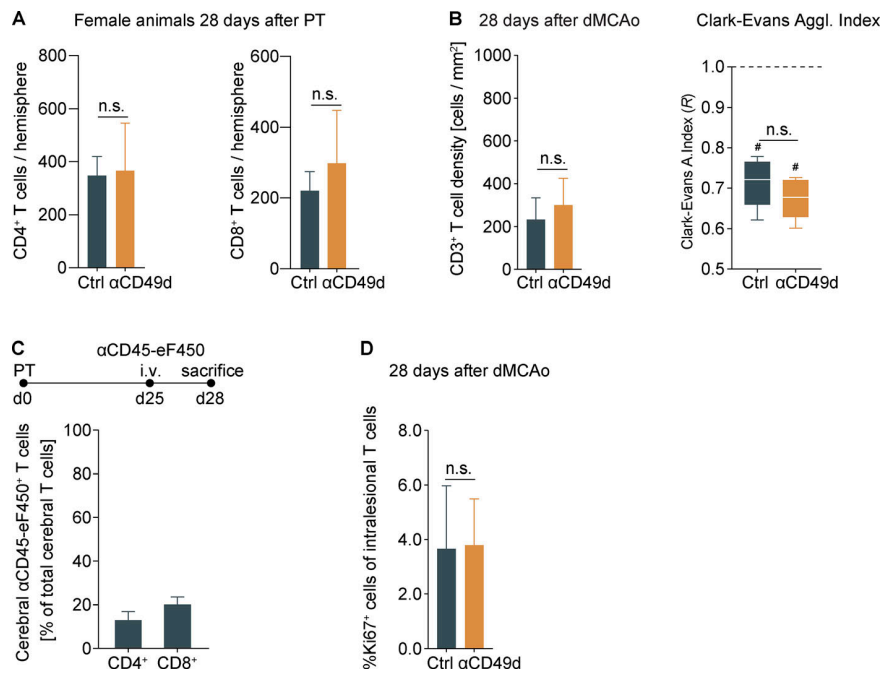 A
Female animals 28 days after PT
CD4⁺ T cells / hemisphere
800
600
400
200
0
n.s.
Ctrl αCD49d
CD8⁺ T cells / hemisphere
600
400
200
0
n.s.
Ctrl αCD49d
B
28 days after dMCAo
CD3⁺ T cell density [cells / mm²]
1000
800
600
400
200
0
n.s.
Ctrl αCD49d
Clark-Evans Aggl. Index
Clark-Evans A.Index (R)
1.0
0.9
0.8
0.7
0.6
0.5
n.s.
# #
Ctrl αCD49d
C
αCD45-eF450
PT i.v. sacrifice
d0 d25 d28
Cerebral αCD45-eF450⁺ T cells
[% of total cerebral T cells]
100
80
60
40
20
0
CD4⁺ CD8⁺
D
28 days after dMCAo
%Ki67⁺ cells of intralesional T cells
8.0
6.0
4.0
2.0
0.0
n.s.
Ctrl αCD49d